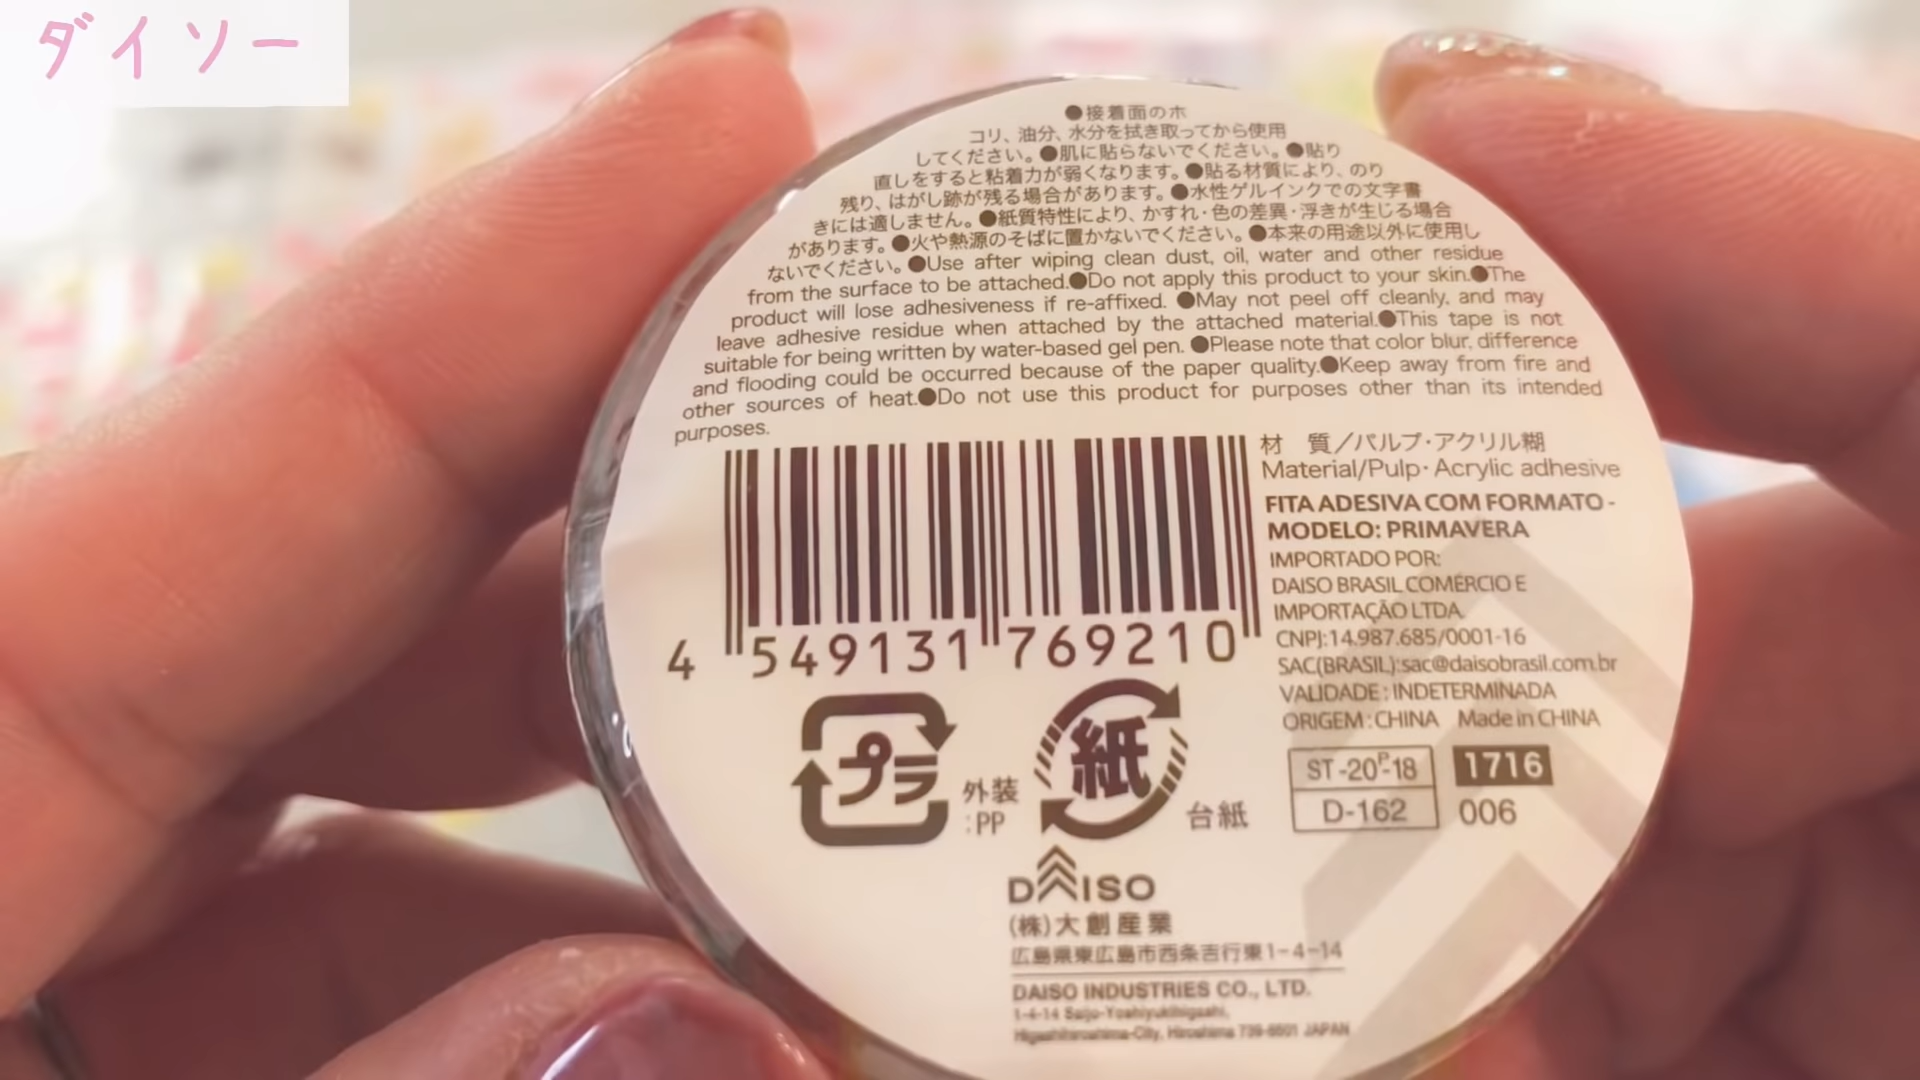 ダイソー
●接着面のホ
コリ、油分、水分を拭き取ってから使用
してください。●肌に貼らないでください。●貼り
直しをすると粘着力が弱くなります。●貼る材質により、のり
残り、はがし跡が残る場合があります。●水性ゲルインクでの文字書
きには適しません。●紙質特性により、かすれ・色の差異・浮きが生じる場合
があります。●火や熱源のそばに置かないでください。●本来の用途以外に使用し
ないでください。●Use after wiping clean dust, oil, water and other residue
from the surface to be attached.●Do not apply this product to your skin.●The
product will lose adhesiveness if re-affixed. ●May not peel off cleanly, and may
leave adhesive residue when attached by the attached material.●This tape is not
suitable for being written by water-based gel pen. ●Please note that color blur, difference
and flooding could be occurred because of the paper quality.●Keep away from fire and
other sources of heat.●Do not use this product for purposes other than its intended
purposes.
材 質/パルプ・アクリル糊
Material/Pulp・Acrylic adhesive
FITA ADESIVA COM FORMATO -
MODELO: PRIMAVERA
IMPORTADO POR:
DAISO BRASIL COMÉRCIO E
IMPORTAÇÃO LTDA.
CNPJ:14.987.685/0001-16
SAC(BRASIL):sac@daisobrasil.com.br
VALIDADE : INDETERMINADA
ORIGEM : CHINA Made in CHINA
4 549131 769210
プラ 外装
:PP
紙 台紙
ST-20-P-18 1716
D-162 006
DAISO
(株)大創産業
広島県東広島市西条吉行東1-4-14
DAISO INDUSTRIES CO., LTD.
1-4-14 Saijo-Yoshiyukihigashi,
Higashihiroshima-City, Hiroshima 739-8501 JAPAN